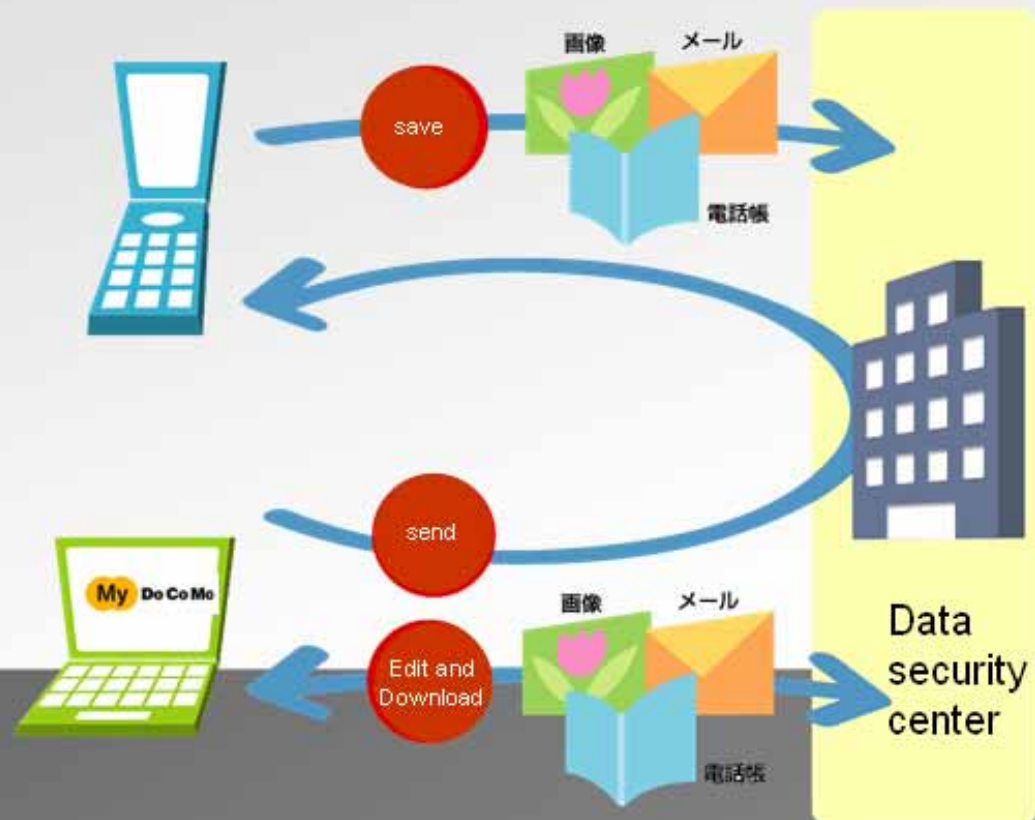 画像
メール
save
電話帳
send
My DoCoMo
画像
メール
Edit and
Download
電話帳
Data
security
center